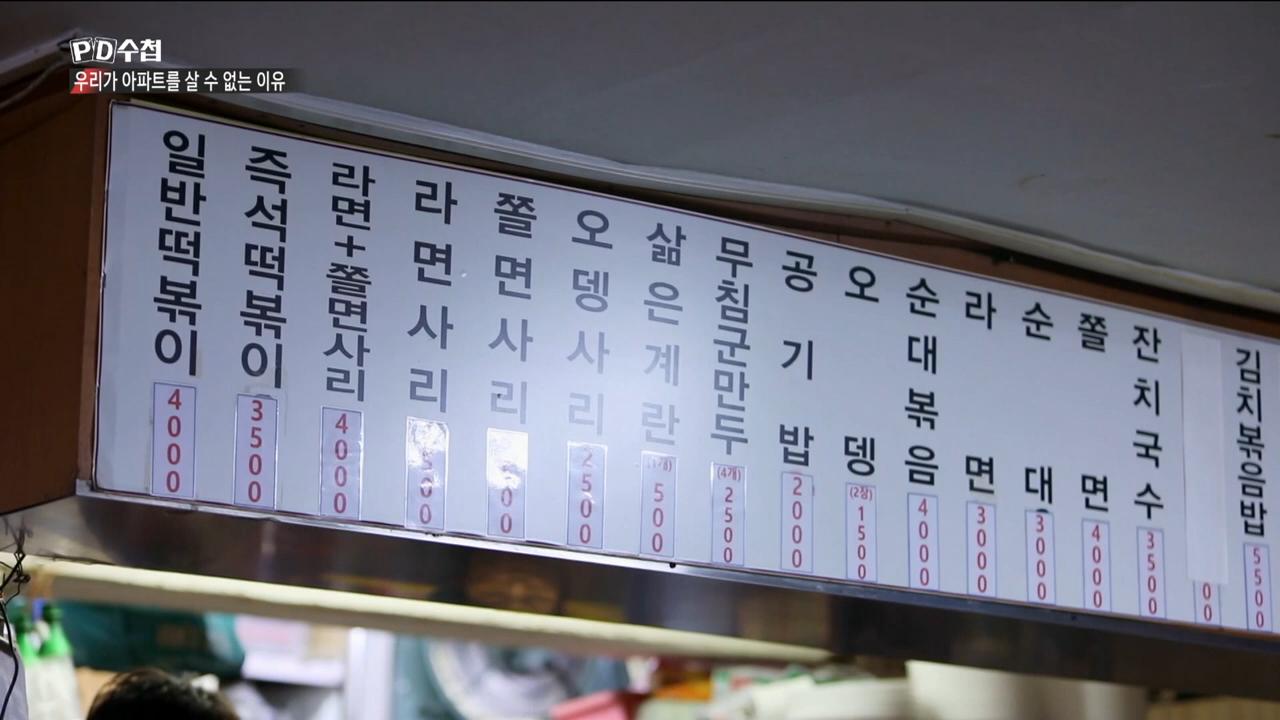 PD수첩
우리가 아파트를 살 수 없는 이유
일반떡볶이 4000
즉석떡볶이 3500
라면+쫄면사리 4000
라면사리 00
쫄면사리 00
오뎅사리 2500
삶은계란 (1개) 500
무침군만두 (4개) 2500
공기밥 2000
오뎅 (2장) 1500
순대볶음 4000
라면 3000
순대 3000
쫄면 4000
잔치국수 3500
00
김치볶음밥 5500